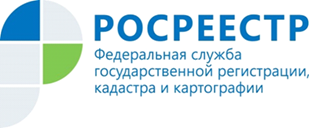 РОСРЕЕСТР
Федеральная служба
государственной регистрации,
кадастра и картографии